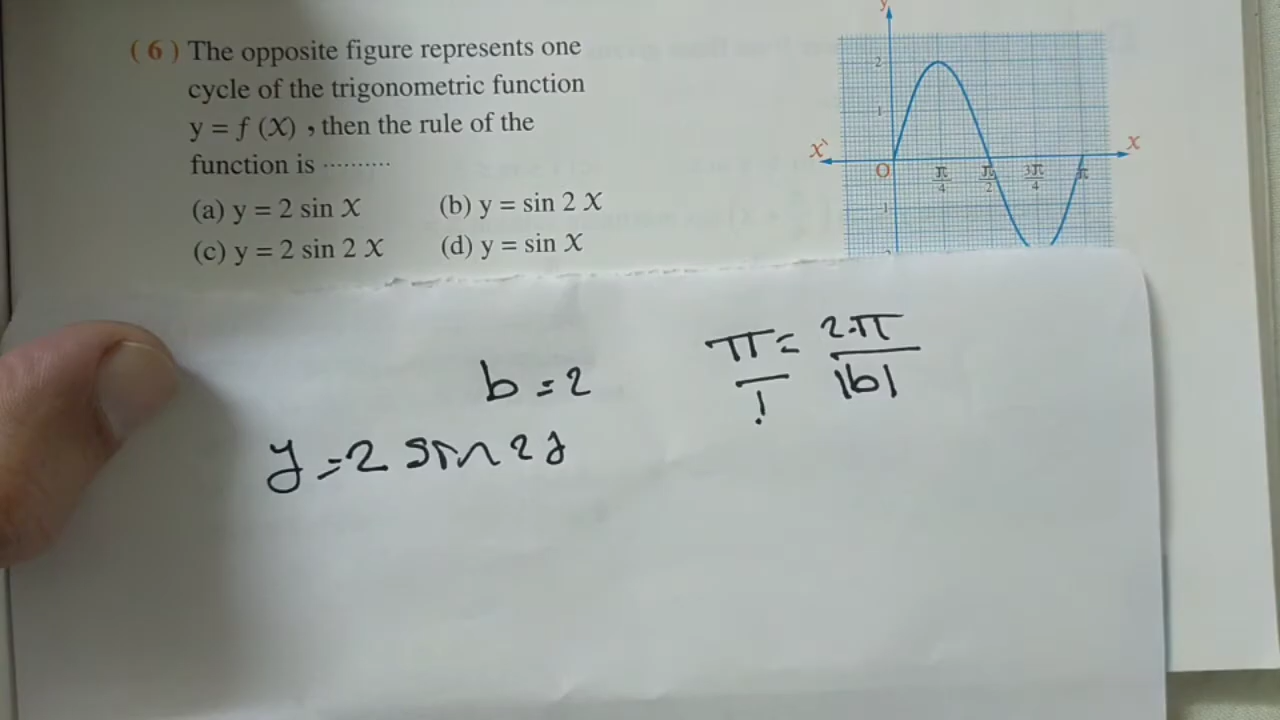 ( 6 ) The opposite figure represents one
cycle of the trigonometric function
y = f (X) , then the rule of the
function is ..........
(a) y = 2 sin X
(b) y = sin 2 X
(c) y = 2 sin 2 X
(d) y = sin X
y
2
1
X` O π/4 π/2 3π/4 π X
1
b = 2
π/1 = 2·π/|b|
y = 2 sin 2